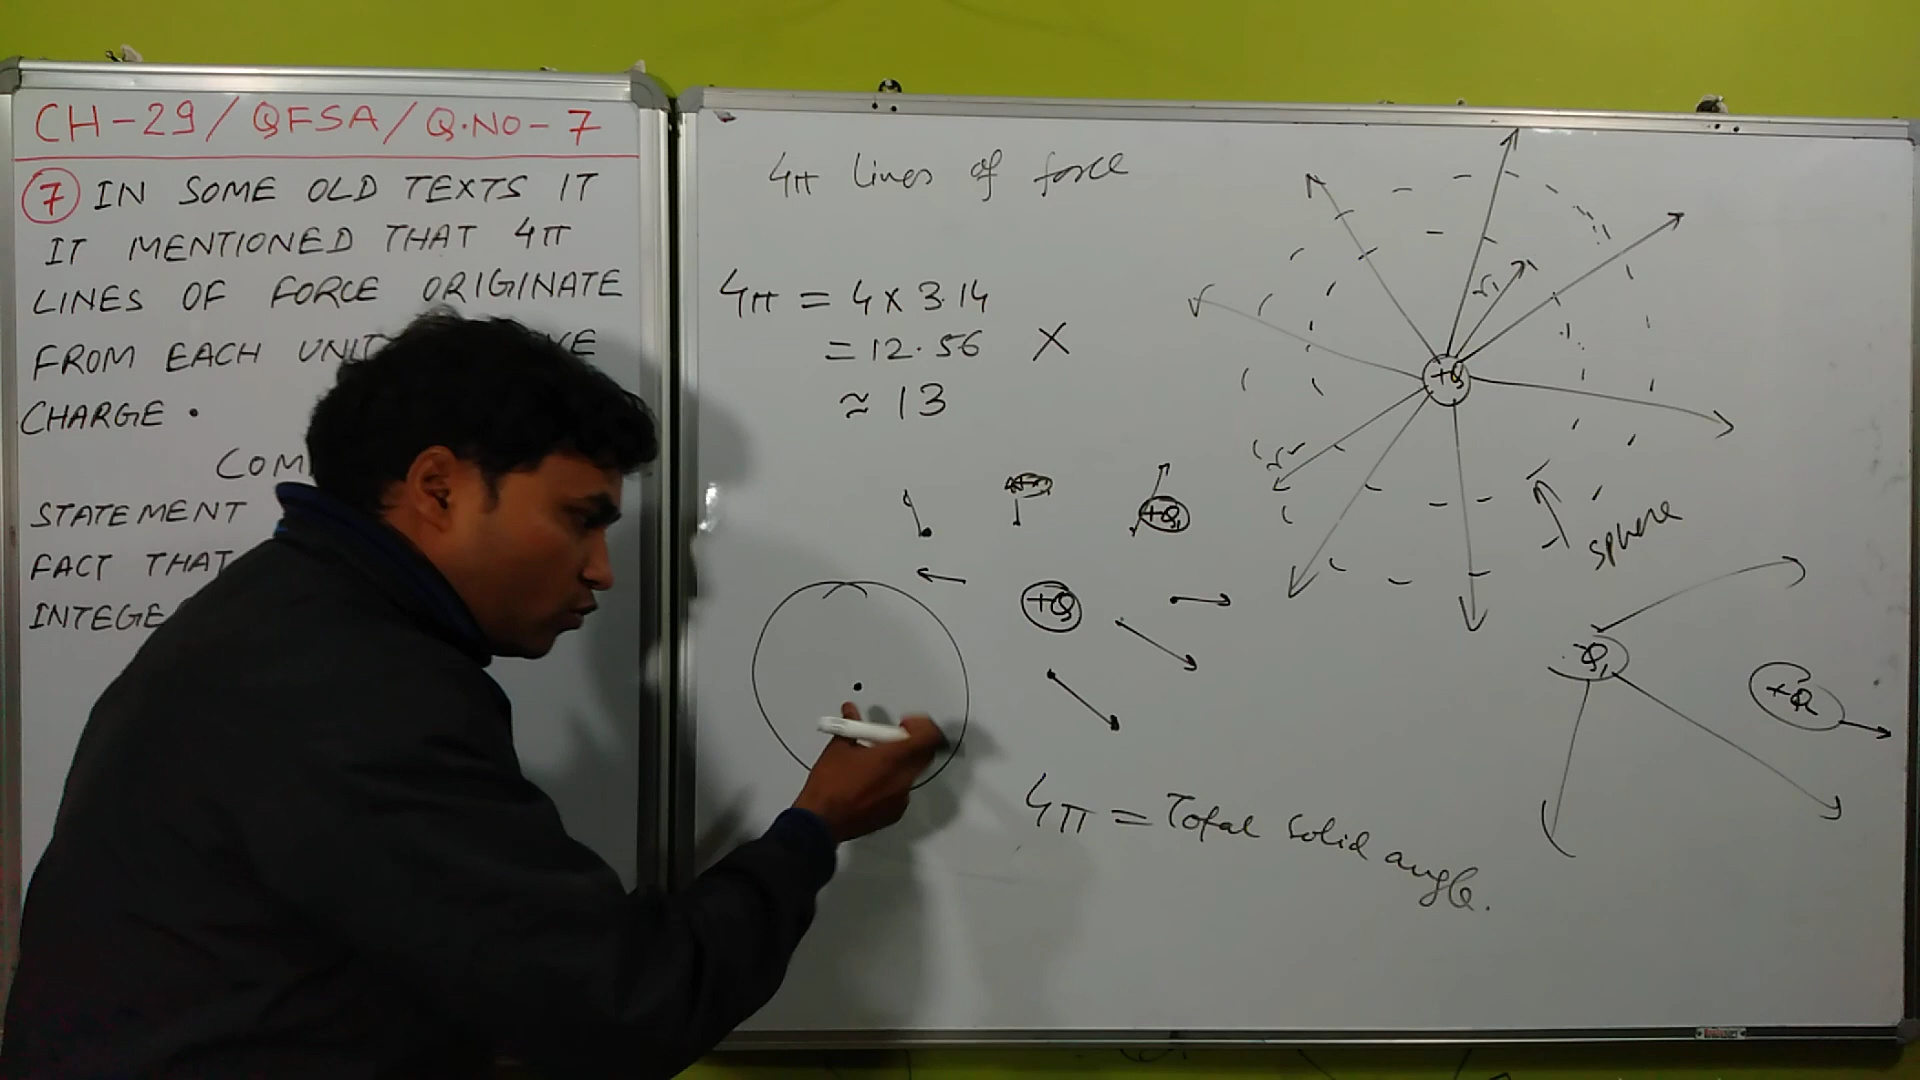 CH-29/QFSA/Q.NO-7
7 IN SOME OLD TEXTS IT
IT MENTIONED THAT 4π
LINES OF FORCE ORIGINATE
FROM EACH UNIT
CHARGE.
COM
STATEMENT
FACT THAT
INTEGE
4π lines of force
4π = 4 x 3.14
= 12.56 X
≈ 13
+Q
r1
sphere
+Q1
+Q
Q1
+Q
4π = Total solid angle.